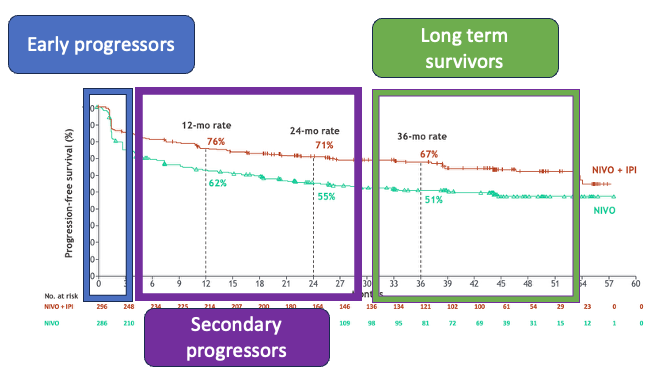 Early progressors
Long term
survivors
Progression-free survival (%)
12-mo rate
76%
62%
24-mo rate
71%
55%
36-mo rate
67%
51%
NIVO + IPI
NIVO
0 3 6 9 12 15 18 21 24 27 30 33 36 39 42 45 48 51 54 57 60
No. at risk
NIVO + IPI 296 248 234 225 214 207 200 180 166 146 136 134 121 102 100 61 54 29 23 0 0
NIVO 286 210 109 98 95 81 72 69 39 31 15 12 1 0
Secondary
progressors